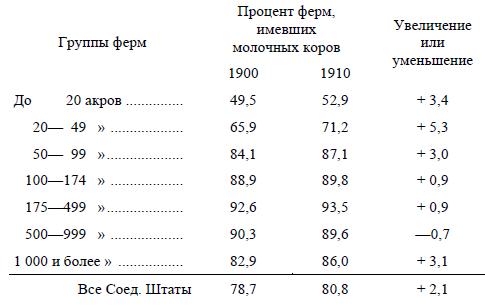 Группы ферм
Процент ферм,
имевших
молочных коров
Увеличение
или
уменьшение
1900 1910
До 20 акров ............... 49,5 52,9 + 3,4
20— 49 » ................... 65,9 71,2 + 5,3
50— 99 » ................... 84,1 87,1 + 3,0
100—174 » ................... 88,9 89,8 + 0,9
175—499 » ................... 92,6 93,5 + 0,9
500—999 » ................... 90,3 89,6 —0,7
1 000 и более » ................... 82,9 86,0 + 3,1
Все Соед. Штаты 78,7 80,8 + 2,1